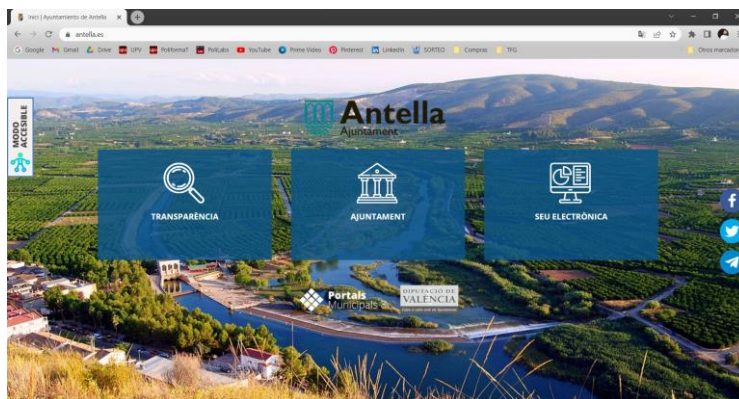 Inici | Ayuntamiento de Antella
antella.es
Google Gmail Drive UPV PoliformaT PoliLabs YouTube Prime Video Pinterest LinkedIn SORTEO Compras TFG Otros marcadores
MODO
ACCESIBLE
Antella
Ajuntament
TRANSPARÈNCIA
AJUNTAMENT
SEU ELECTRÒNICA
Portals
Municipals
DIPUTACIÓ DE
VALÈNCIA